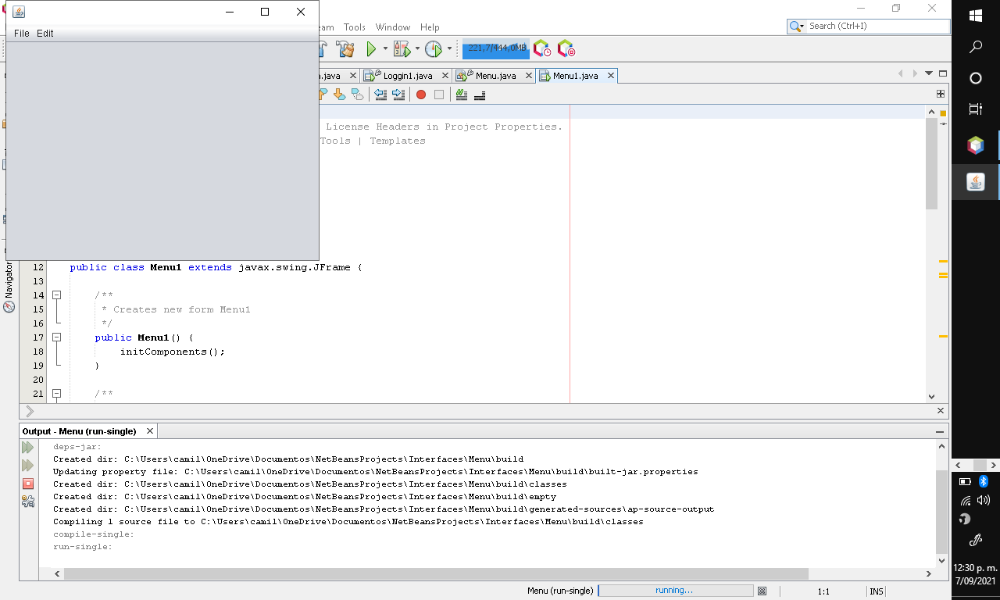 File Edit
Tools Window Help
Search (Ctrl+I)
221,7/444,0MB
.java Loggin1.java Menu.java Menu1.java
License Headers in Project Properties.
Tools | Templates
Navigator
12 public class Menu1 extends javax.swing.JFrame {
13
14 /**
15 * Creates new form Menu1
16 */
17 public Menu1() {
18 initComponents();
19 }
20
21 /**
Output - Menu (run-single)
deps-jar:
Created dir: C:\Users\camil\OneDrive\Documentos\NetBeansProjects\Interfaces\Menu\build
Updating property file: C:\Users\camil\OneDrive\Documentos\NetBeansProjects\Interfaces\Menu\build\built-jar.properties
Created dir: C:\Users\camil\OneDrive\Documentos\NetBeansProjects\Interfaces\Menu\build\classes
Created dir: C:\Users\camil\OneDrive\Documentos\NetBeansProjects\Interfaces\Menu\build\empty
Created dir: C:\Users\camil\OneDrive\Documentos\NetBeansProjects\Interfaces\Menu\build\generated-sources\ap-source-output
Compiling 1 source file to C:\Users\camil\OneDrive\Documentos\NetBeansProjects\Interfaces\Menu\build\classes
compile-single:
run-single:
Menu (run-single) running... 1:1 INS
12:30 p. m.
7/09/2021